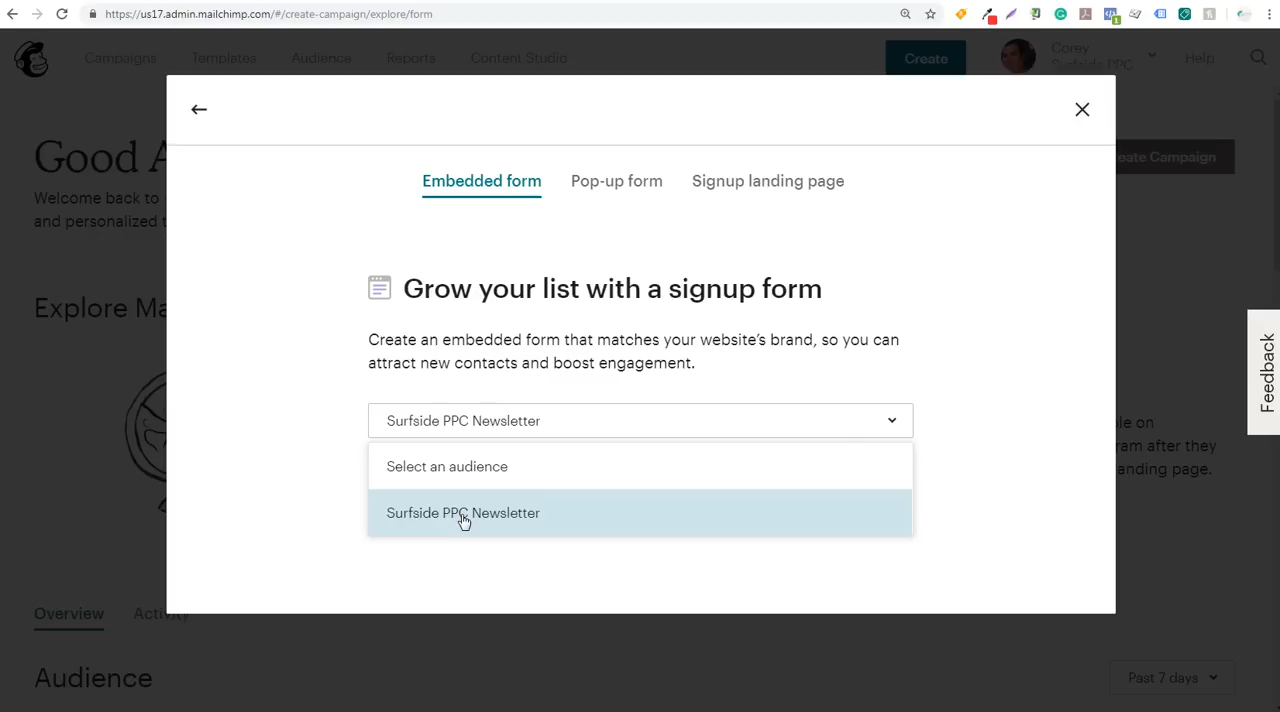 https://us17.admin.mailchimp.com/#/create-campaign/explore/form
1
Campaigns Templates Audience Reports Content Studio Create Corey Help
Surfside PPC
Good A
eate Campaign
Welcome back to
and personalized t
Embedded form Pop-up form Signup landing page
Grow your list with a signup form
Explore Ma
Create an embedded form that matches your website's brand, so you can
attract new contacts and boost engagement.
Feedback
Surfside PPC Newsletter
le on
ram after they
anding page.
Select an audience
Surfside PPC Newsletter
Overview Activity
Audience Past 7 days